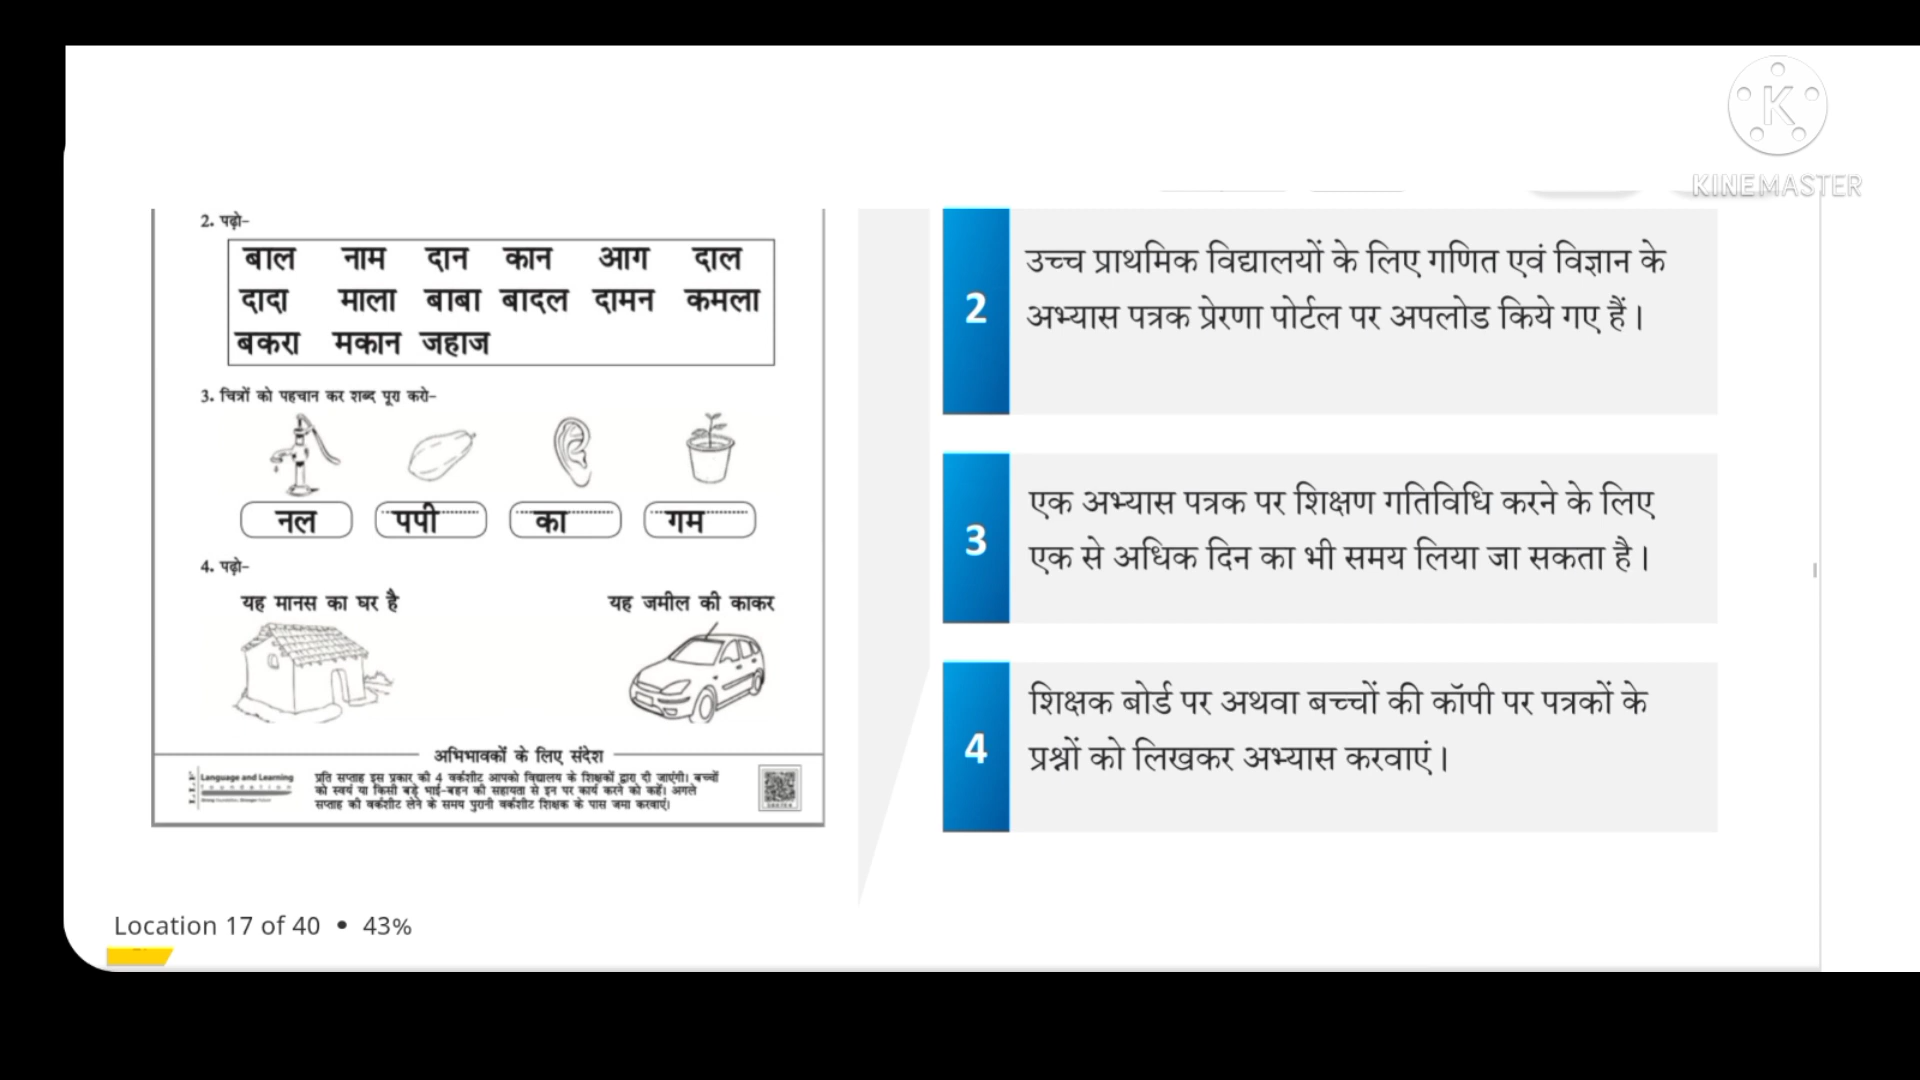 KINEMASTER
2. पढ़ो-
बाल नाम दान कान आग दाल
दादा माला बाबा बादल दामन कमला
बकरा मकान जहाज
3. चित्रों को पहचान कर शब्द पूरा करो-
नल पपी का गम
4. पढ़ो-
यह मानस का घर है यह जमील की काकर
अभिभावकों के लिए संदेश
Language and Learning
प्रति सप्ताह इस प्रकार की 4 वर्कशीट आपको विद्यालय के शिक्षकों द्वारा दी जाएंगी। बच्चों
को स्वयं या किसी बड़े भाई-बहन की सहायता से इन पर कार्य करने को कहें। अगले
सप्ताह की वर्कशीट लेने के समय पुरानी वर्कशीट शिक्षक के पास जमा करवाएं।
2
उच्च प्राथमिक विद्यालयों के लिए गणित एवं विज्ञान के
अभ्यास पत्रक प्रेरणा पोर्टल पर अपलोड किये गए हैं।
3
एक अभ्यास पत्रक पर शिक्षण गतिविधि करने के लिए
एक से अधिक दिन का भी समय लिया जा सकता है।
4
शिक्षक बोर्ड पर अथवा बच्चों की कॉपी पर पत्रकों के
प्रश्नों को लिखकर अभ्यास करवाएं।
Location 17 of 40 • 43%